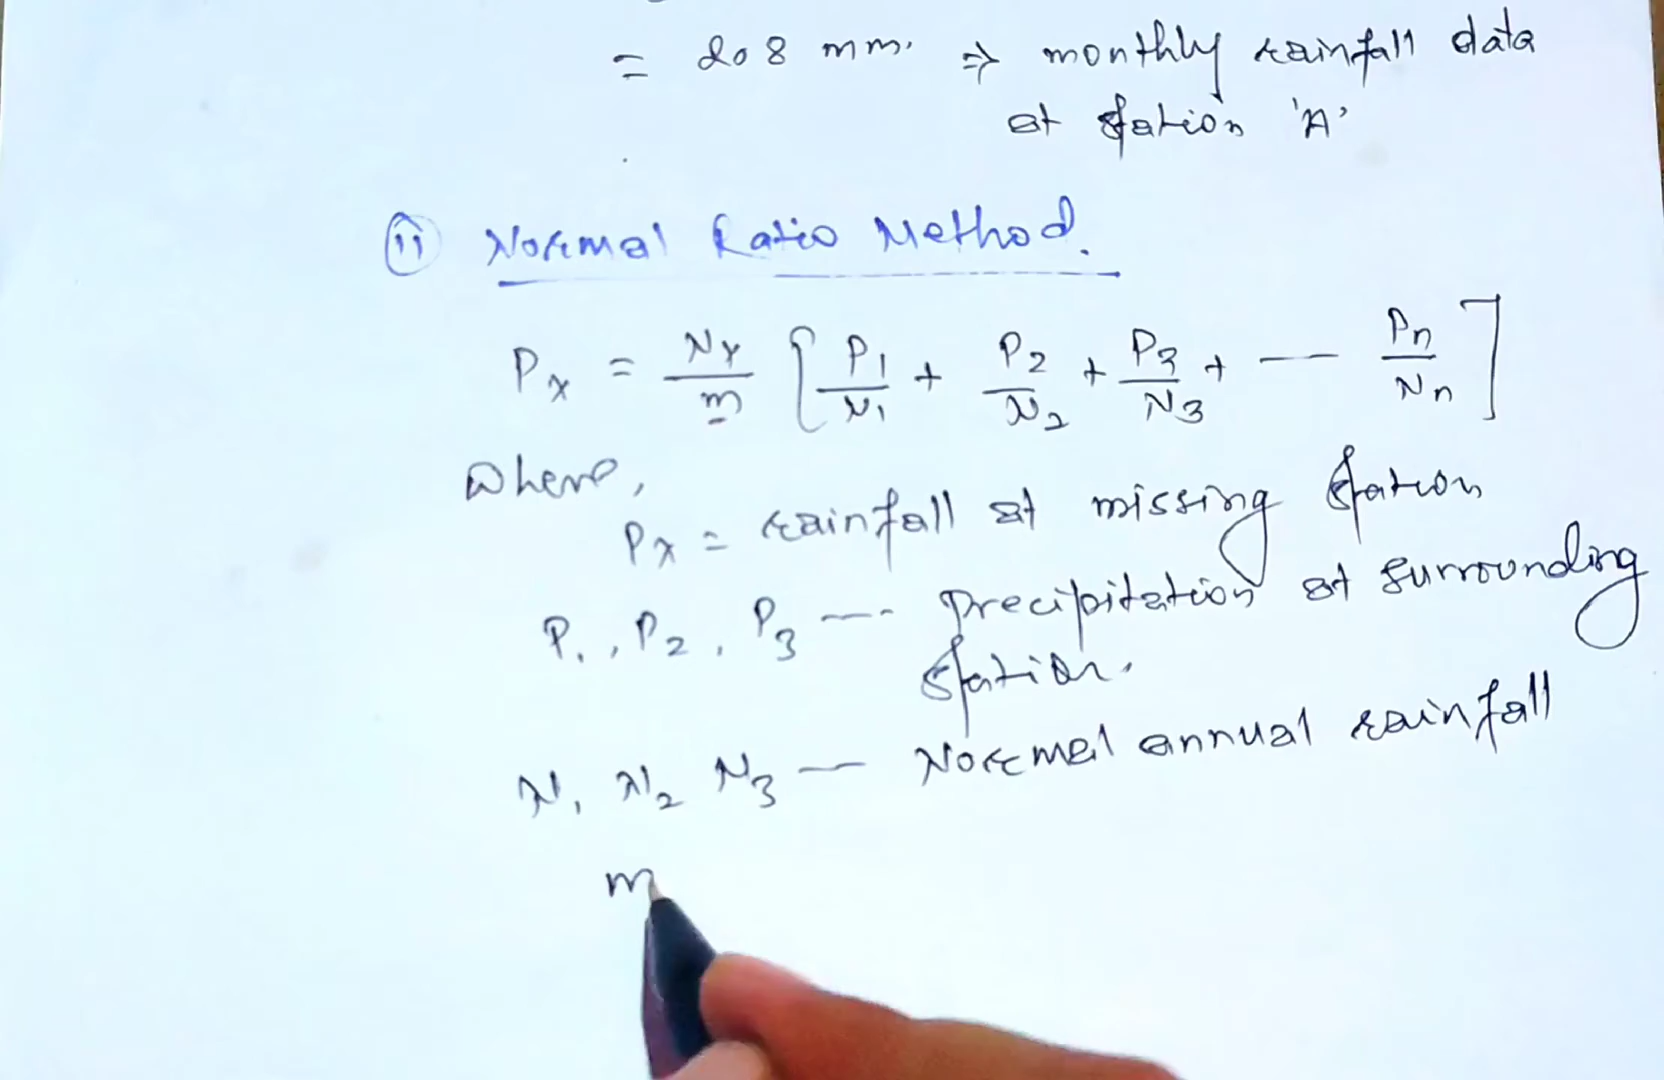 = 208 mm. ⇒ monthly rainfall data
at station 'A'
(ii) Normal Ratio Method.
Px = Nx/m [P1/N1 + P2/N2 + P3/N3 + — Pn/Nn]
where,
Px = rainfall at missing station
P1, P2, P3 --- Precipitation at surrounding
station.
N1 N2 N3 — Normal annual rainfall
m